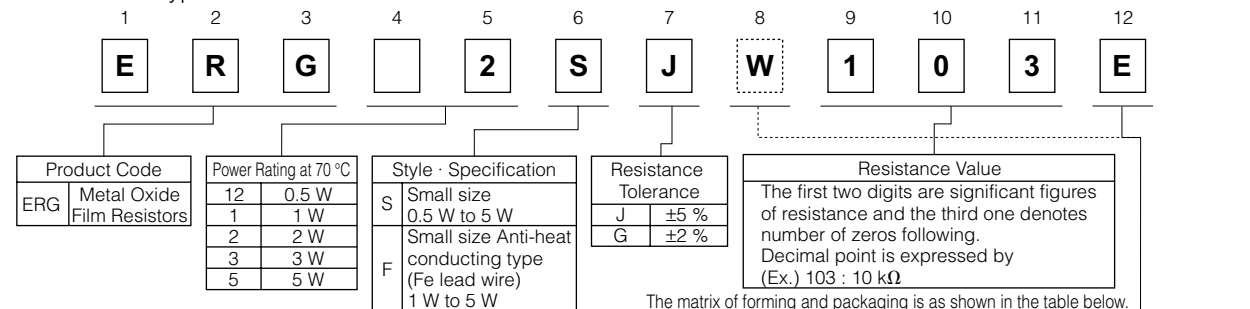 1 2 3 4 5 6 7 8 9 10 11 12
E R G 2 S J W 1 0 3 E
Product Code
ERG Metal Oxide
Film Resistors
Power Rating at 70 °C
12 0.5 W
1 1 W
2 2 W
3 3 W
5 5 W
Style · Specification
S Small size
0.5 W to 5 W
F Small size Anti-heat
conducting type
(Fe lead wire)
1 W to 5 W
Resistance
Tolerance
J ±5 %
G ±2 %
Resistance Value
The first two digits are significant figures
of resistance and the third one denotes
number of zeros following.
Decimal point is expressed by
(Ex.) 103 : 10 kΩ
The matrix of forming and packaging is as shown in the table below.